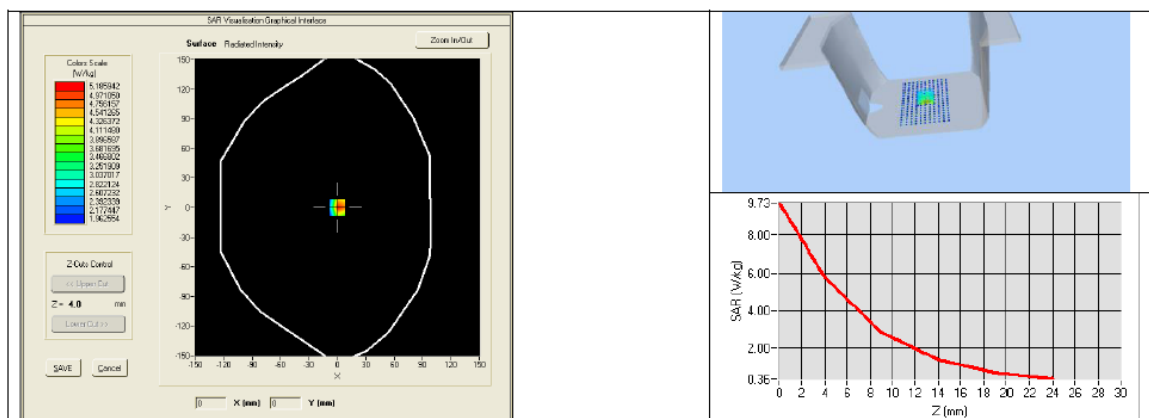 SAR Visualisation Graphical Interface
Surface Radiated Intensity
Zoom In/Out
Colors Scale
(W/kg)
5.185942
4.971050
4.756157
4.541265
4.326372
4.111480
3.896587
3.681695
3.466802
3.251909
3.037017
2.822124
2.607232
2.392339
2.177447
1.962554
Z-Cuts Control
<< Upper Cut
Z= 4.0 mm
Lower Cut >>
SAVE Cancel
150
120
90
60
30
0
-30
-60
-90
-120
-150
Y
-150 -120 -90 -60 -30 0 30 60 90 120 150
X
0 X (mm) 0 Y (mm)
9.73
8.00
6.00
4.00
2.00
0.36
SAR (W/kg)
0 2 4 6 8 10 12 14 16 18 20 22 24 26 28 30
Z (mm)